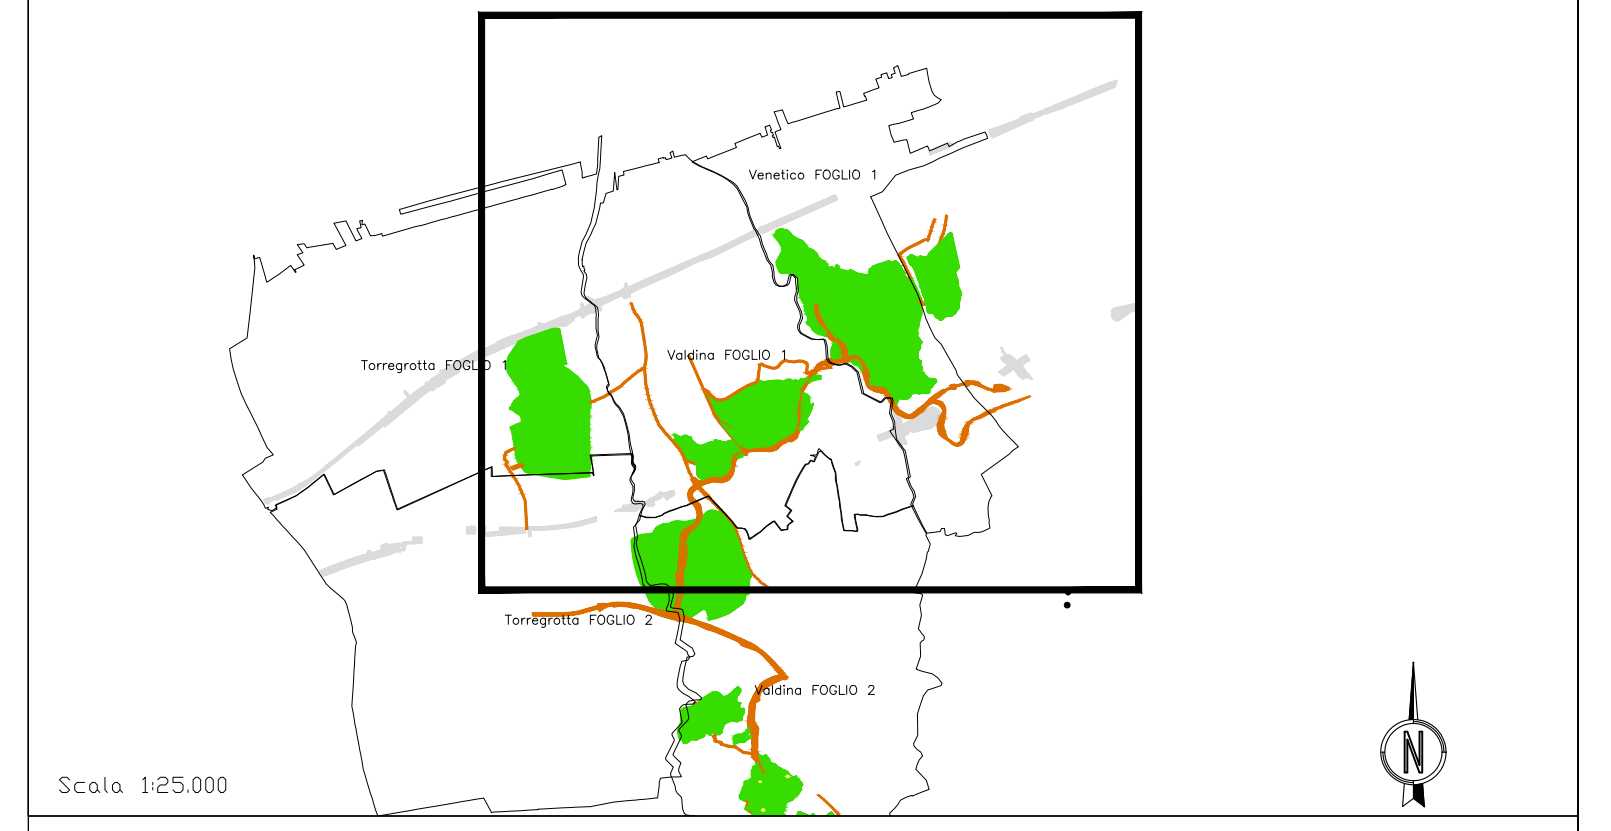 Venetico FOGLIO 1
Valdina FOGLIO 1
Torregrotta FOGLIO 1
Torregrotta FOGLIO 2
Valdina FOGLIO 2
N
Scala 1:25.000